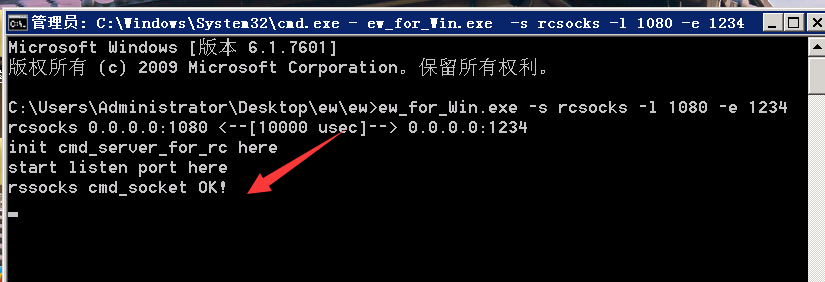 管理员: C:\Windows\System32\cmd.exe - ew_for_Win.exe  -s rcsocks -l 1080 -e 1234
Microsoft Windows [版本 6.1.7601]
版权所有 (c) 2009 Microsoft Corporation。保留所有权利。
C:\Users\Administrator\Desktop\ew\ew>ew_for_Win.exe -s rcsocks -l 1080 -e 1234
rcsocks 0.0.0.0:1080 <--[10000 usec]--> 0.0.0.0:1234
init cmd_server_for_rc here
start listen port here
rssocks cmd_socket OK!